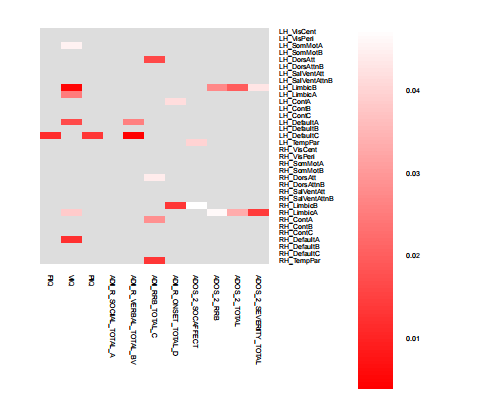 LH_VisCent
LH_VisPeri
LH_SomMotA
LH_SomMotB
LH_DorsAtt
LH_DorsAttnB
LH_SalVentAtt
LH_SalVentAttnB
LH_LimbicB
LH_LimbicA
LH_ContA
LH_ContB
LH_ContC
LH_DefaultA
LH_DefaultB
LH_DefaultC
LH_TempPar
RH_VisCent
RH_VisPeri
RH_SomMotA
RH_SomMotB
RH_DorsAtt
RH_DorsAttnB
RH_SalVentAtt
RH_SalVentAttnB
RH_LimbicB
RH_LimbicA
RH_ContA
RH_ContB
RH_ContC
RH_DefaultA
RH_DefaultB
RH_DefaultC
RH_TempPar
FIQ
VIQ
PIQ
ADI_R_SOCIAL_TOTAL_A
ADI_R_VERBAL_TOTAL_BV
ADI_RRB_TOTAL_C
ADI_R_ONSET_TOTAL_D
ADOS_2_SOCAFFECT
ADOS_2_RRB
ADOS_2_TOTAL
ADOS_2_SEVERITY_TOTAL
0.04
0.03
0.02
0.01